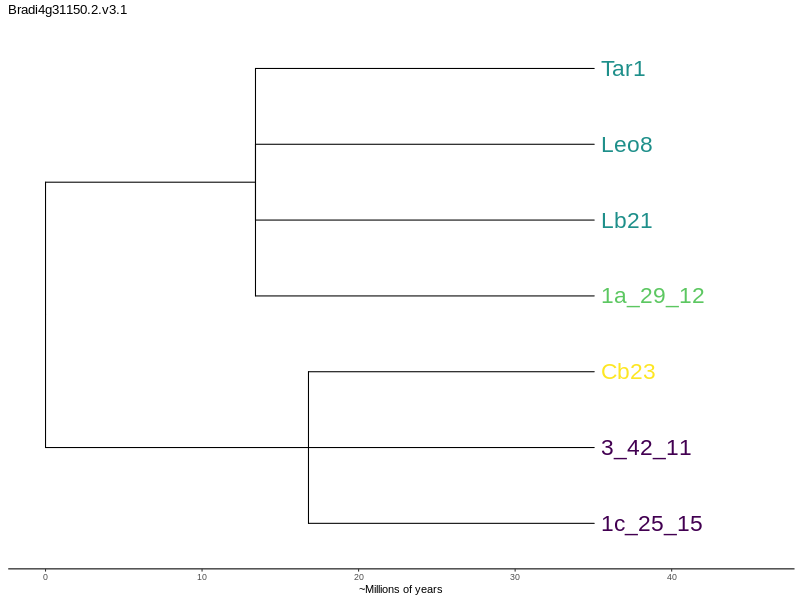 Bradi4g31150.2.v3.1
Tar1
Leo8
Lb21
1a_29_12
Cb23
3_42_11
1c_25_15
0 10 20 30 40
~Millions of years